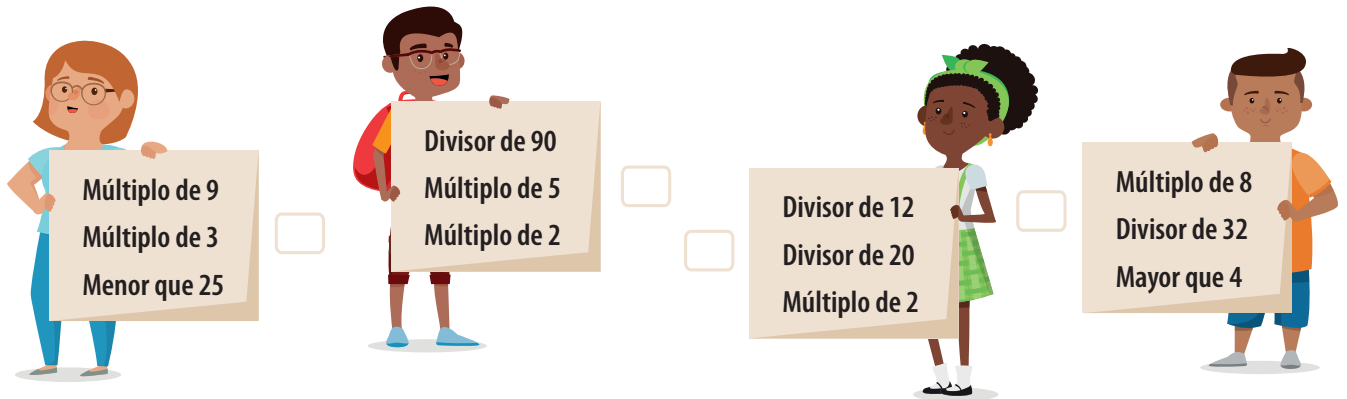 Múltiplo de 9
Múltiplo de 3
Menor que 25
Divisor de 90
Múltiplo de 5
Múltiplo de 2
Divisor de 12
Divisor de 20
Múltiplo de 2
Múltiplo de 8
Divisor de 32
Mayor que 4